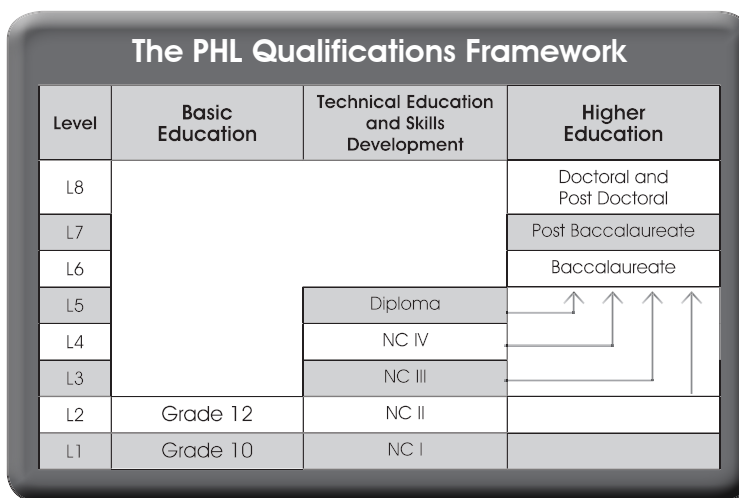 The PHL Qualifications Framework
Level
Basic
Education
Technical Education
and Skills
Development
Higher
Education
L8
Doctoral and
Post Doctoral
L7
Post Baccalaureate
L6
Baccalaureate
L5
Diploma
L4
NC IV
L3
NC III
L2
Grade 12
NC II
L1
Grade 10
NC I